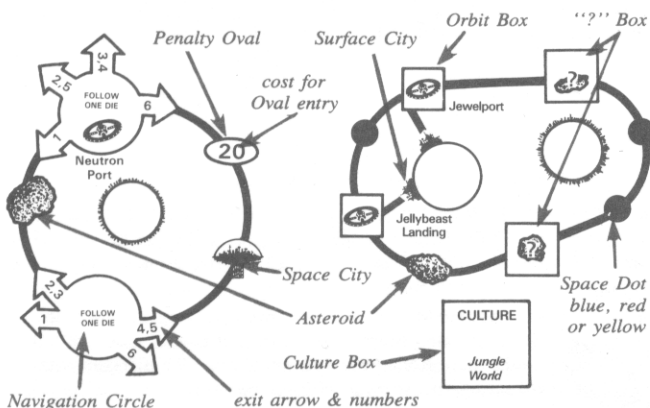 Penalty Oval
Surface City
Orbit Box
“?” Box
cost for
Oval entry
3,4
2,5
FOLLOW
ONE DIE
6
1
Neutron
Port
20
?
Jewelport
Jellybeast
Landing
?
Space City
Asteroid
Space Dot
blue, red
or yellow
2,3
1
FOLLOW
ONE DIE
4,5
6
CULTURE
Jungle
World
Culture Box
Navigation Circle
exit arrow & numbers